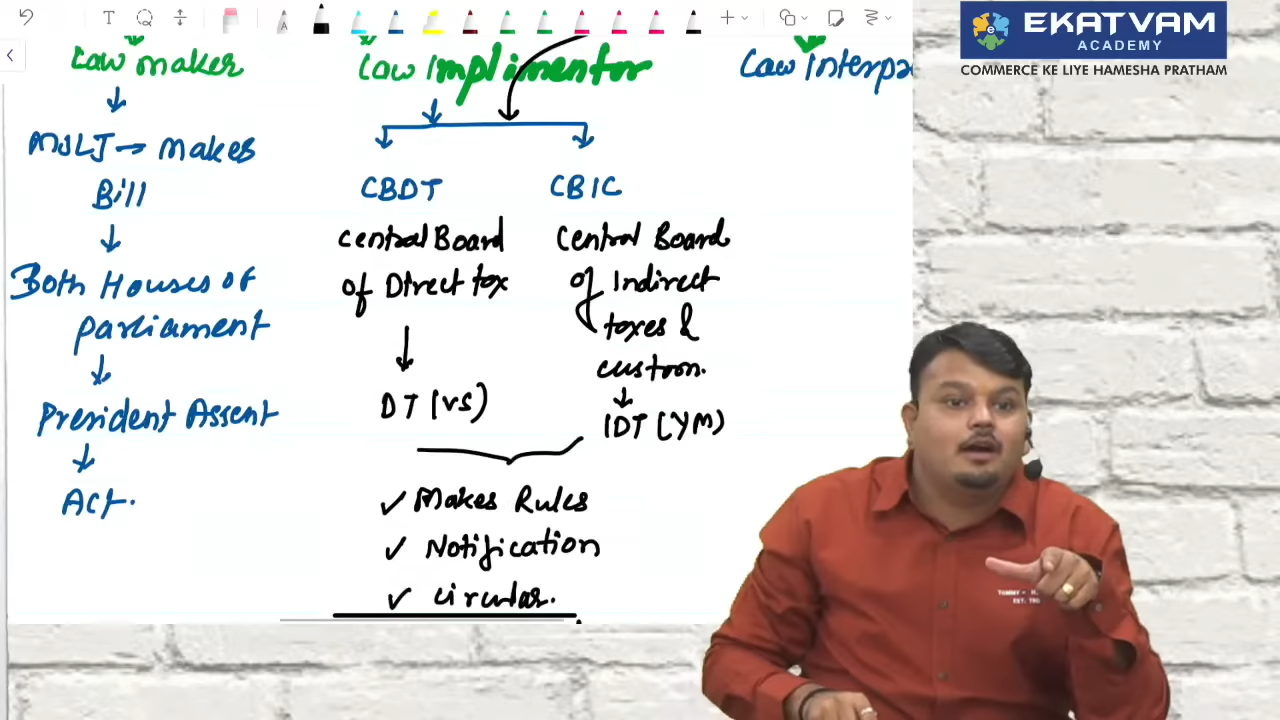 EKATVAM
ACADEMY
COMMERCE KE LIYE HAMESHA PRATHAM
Law maker
Law Implimentor
Law Interpr
→ Makes
Bill
Both Houses of
parliament
President Assent
Act.
CBDT
Central Board
of Direct tax
DT (VS)
CBIC
Central Board
of Indirect
taxes &
custom.
IDT (YM)
✓ Makes Rules
✓ Notification
✓ circular.